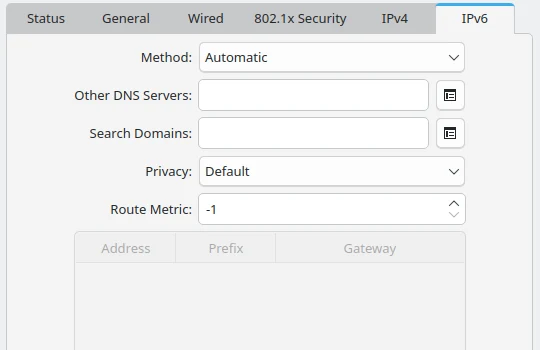 Status General Wired 802.1x Security IPv4 IPv6
Method: Automatic
Other DNS Servers:
Search Domains:
Privacy: Default
Route Metric: -1
Address Prefix Gateway